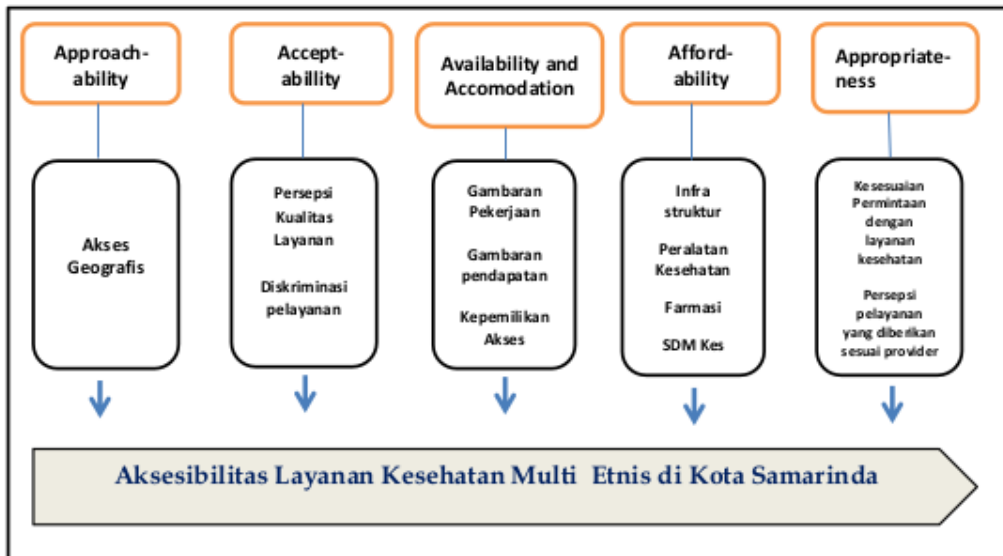 Approach-
ability
Accept-
abillity
Availability and
Accomodation
Afford-
ability
Appropriate-
ness
Akses
Geografis
Persepsi
Kualitas
Layanan
Diskriminasi
pelayanan
Gambaran
Pekerjaan
Gambaran
pendapatan
Kepemilikan
Akses
Infra
struktur
Peralatan
Kesehatan
Farmasi
SDM Kes
Kesesuaian
Permintaan
dengan
layanan
kesehatan
Persepsi
pelayanan
yang diberikan
sesuai provider
Aksesibilitas Layanan Kesehatan Multi Etnis di Kota Samarinda